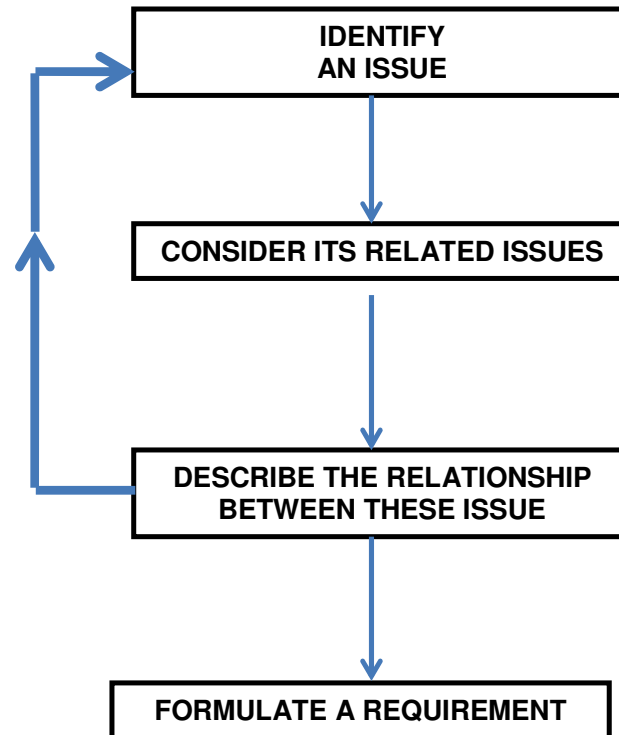 IDENTIFY
AN ISSUE
CONSIDER ITS RELATED ISSUES
DESCRIBE THE RELATIONSHIP
BETWEEN THESE ISSUE
FORMULATE A REQUIREMENT